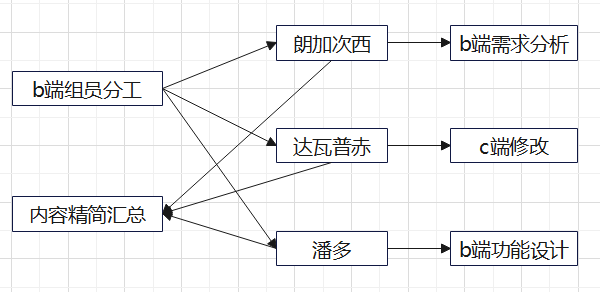 朗加次西
b端需求分析
b端组员分工
达瓦普赤
c端修改
内容精简汇总
潘多
b端功能设计